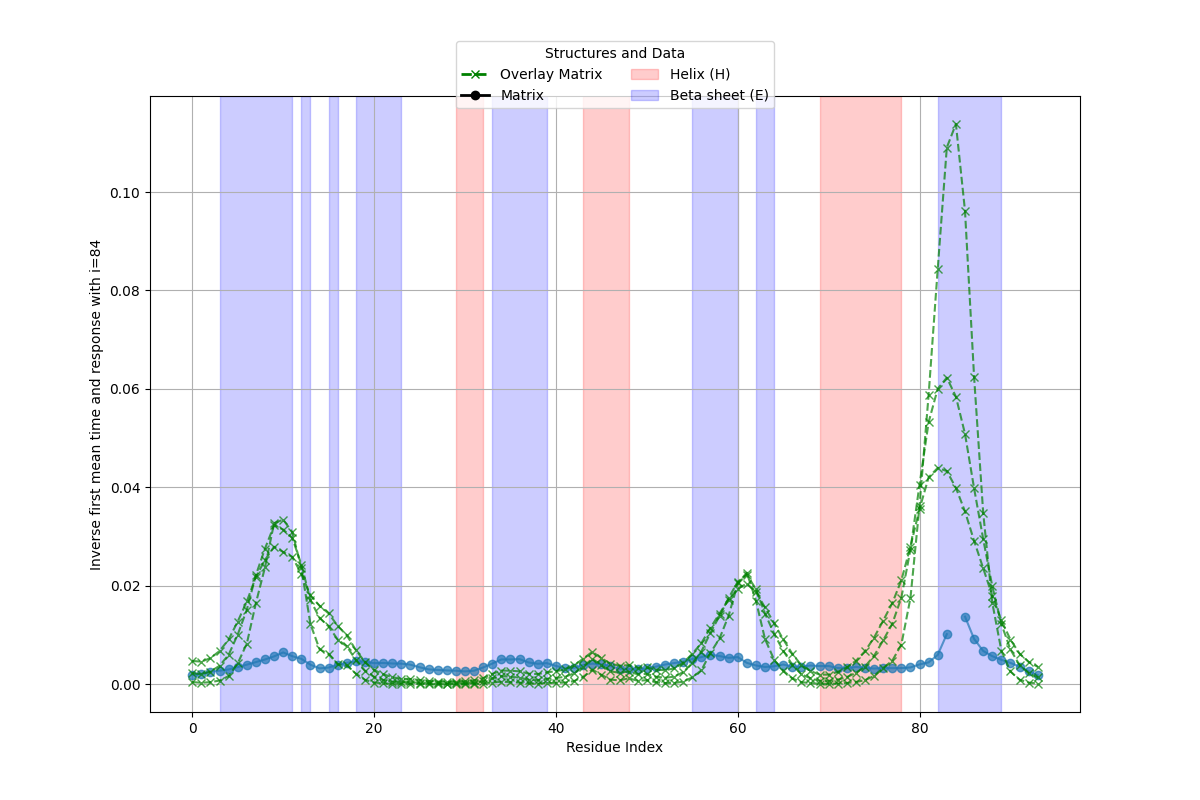 Structures and Data
Overlay Matrix
Matrix
Helix (H)
Beta sheet (E)
Inverse first mean time and response with i=84
0.10
0.08
0.06
0.04
0.02
0.00
0 20 40 60 80
Residue Index